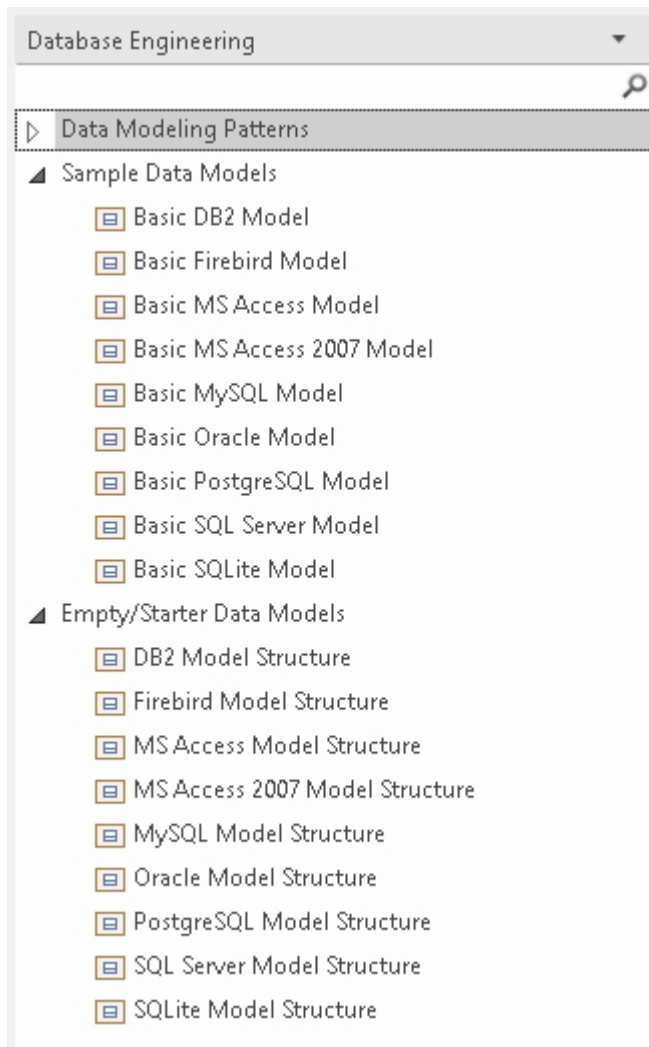 Database Engineering
Data Modeling Patterns
Sample Data Models
Basic DB2 Model
Basic Firebird Model
Basic MS Access Model
Basic MS Access 2007 Model
Basic MySQL Model
Basic Oracle Model
Basic PostgreSQL Model
Basic SQL Server Model
Basic SQLite Model
Empty/Starter Data Models
DB2 Model Structure
Firebird Model Structure
MS Access Model Structure
MS Access 2007 Model Structure
MySQL Model Structure
Oracle Model Structure
PostgreSQL Model Structure
SQL Server Model Structure
SQLite Model Structure